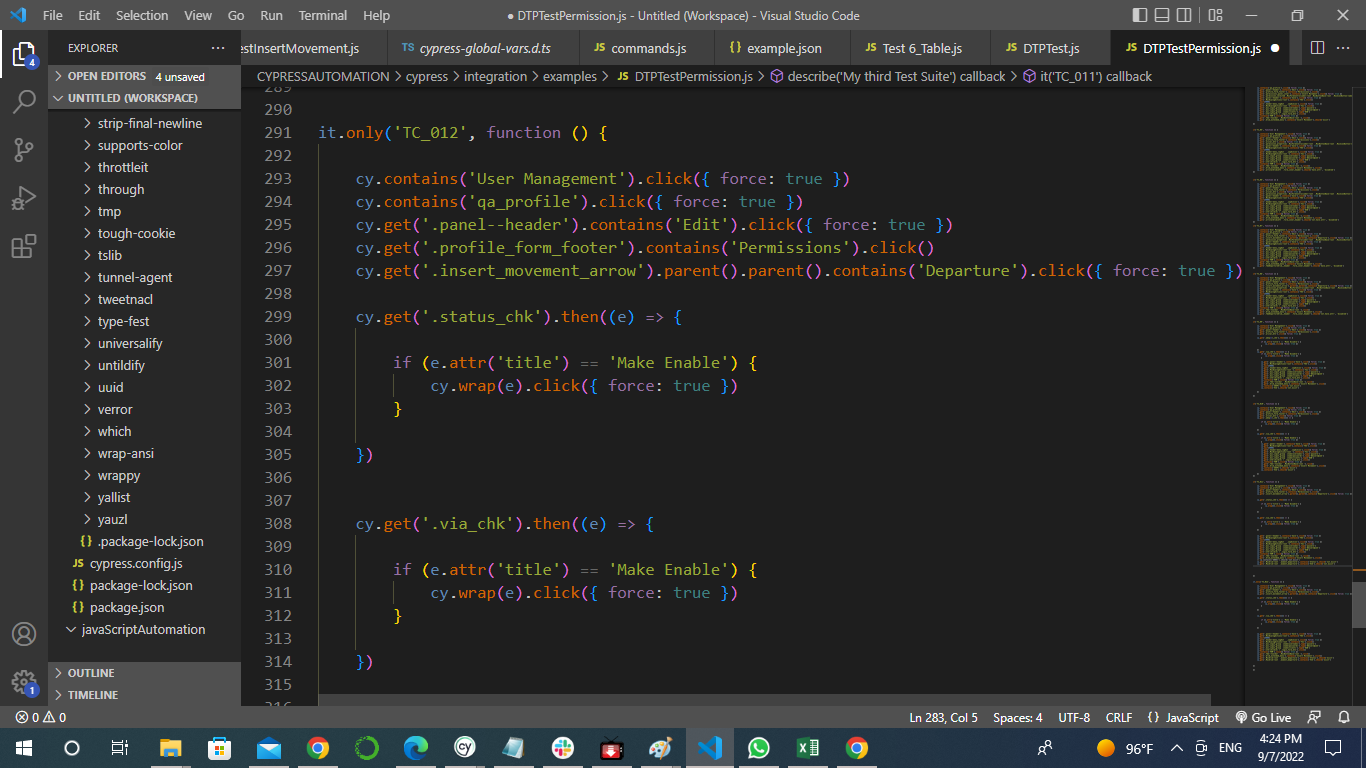 File Edit Selection View Go Run Terminal Help ● DTPTestPermission.js - Untitled (Workspace) - Visual Studio Code
EXPLORER ··· estInsertMovement.js TS cypress-global-vars.d.ts JS commands.js {} example.json JS Test 6_Table.js JS DTPTest.js JS DTPTestPermission.js ● ···
4
> OPEN EDITORS 4 unsaved
CYPRESSAUTOMATION > cypress > integration > examples > JS DTPTestPermission.js > describe('My third Test Suite') callback > it('TC_011') callback
UNTITLED (WORKSPACE)
> strip-final-newline
> supports-color
> throttleit
> through
> tmp
> tough-cookie
> tslib
> tunnel-agent
> tweetnacl
> type-fest
> universalify
> untildify
> uuid
> verror
> which
> wrap-ansi
> wrappy
> yallist
> yauzl
{} .package-lock.json
JS cypress.config.js
{} package-lock.json
{} package.json
javaScriptAutomation
> OUTLINE
> TIMELINE
1
289
290
291 it.only('TC_012', function () {
292
293 cy.contains('User Management').click({ force: true })
294 cy.contains('qa_profile').click({ force: true })
295 cy.get('.panel--header').contains('Edit').click({ force: true })
296 cy.get('.profile_form_footer').contains('Permissions').click()
297 cy.get('.insert_movement_arrow').parent().parent().contains('Departure').click({ force: true })
298
299 cy.get('.status_chk').then((e) => {
300
301 if (e.attr('title') == 'Make Enable') {
302 cy.wrap(e).click({ force: true })
303 }
304
305 })
306
307
308 cy.get('.via_chk').then((e) => {
309
310 if (e.attr('title') == 'Make Enable') {
311 cy.wrap(e).click({ force: true })
312 }
313
314 })
315
316
0 0 Ln 283, Col 5 Spaces: 4 UTF-8 CRLF {} JavaScript Go Live
cy 96°F ENG 4:24 PM
9/7/2022